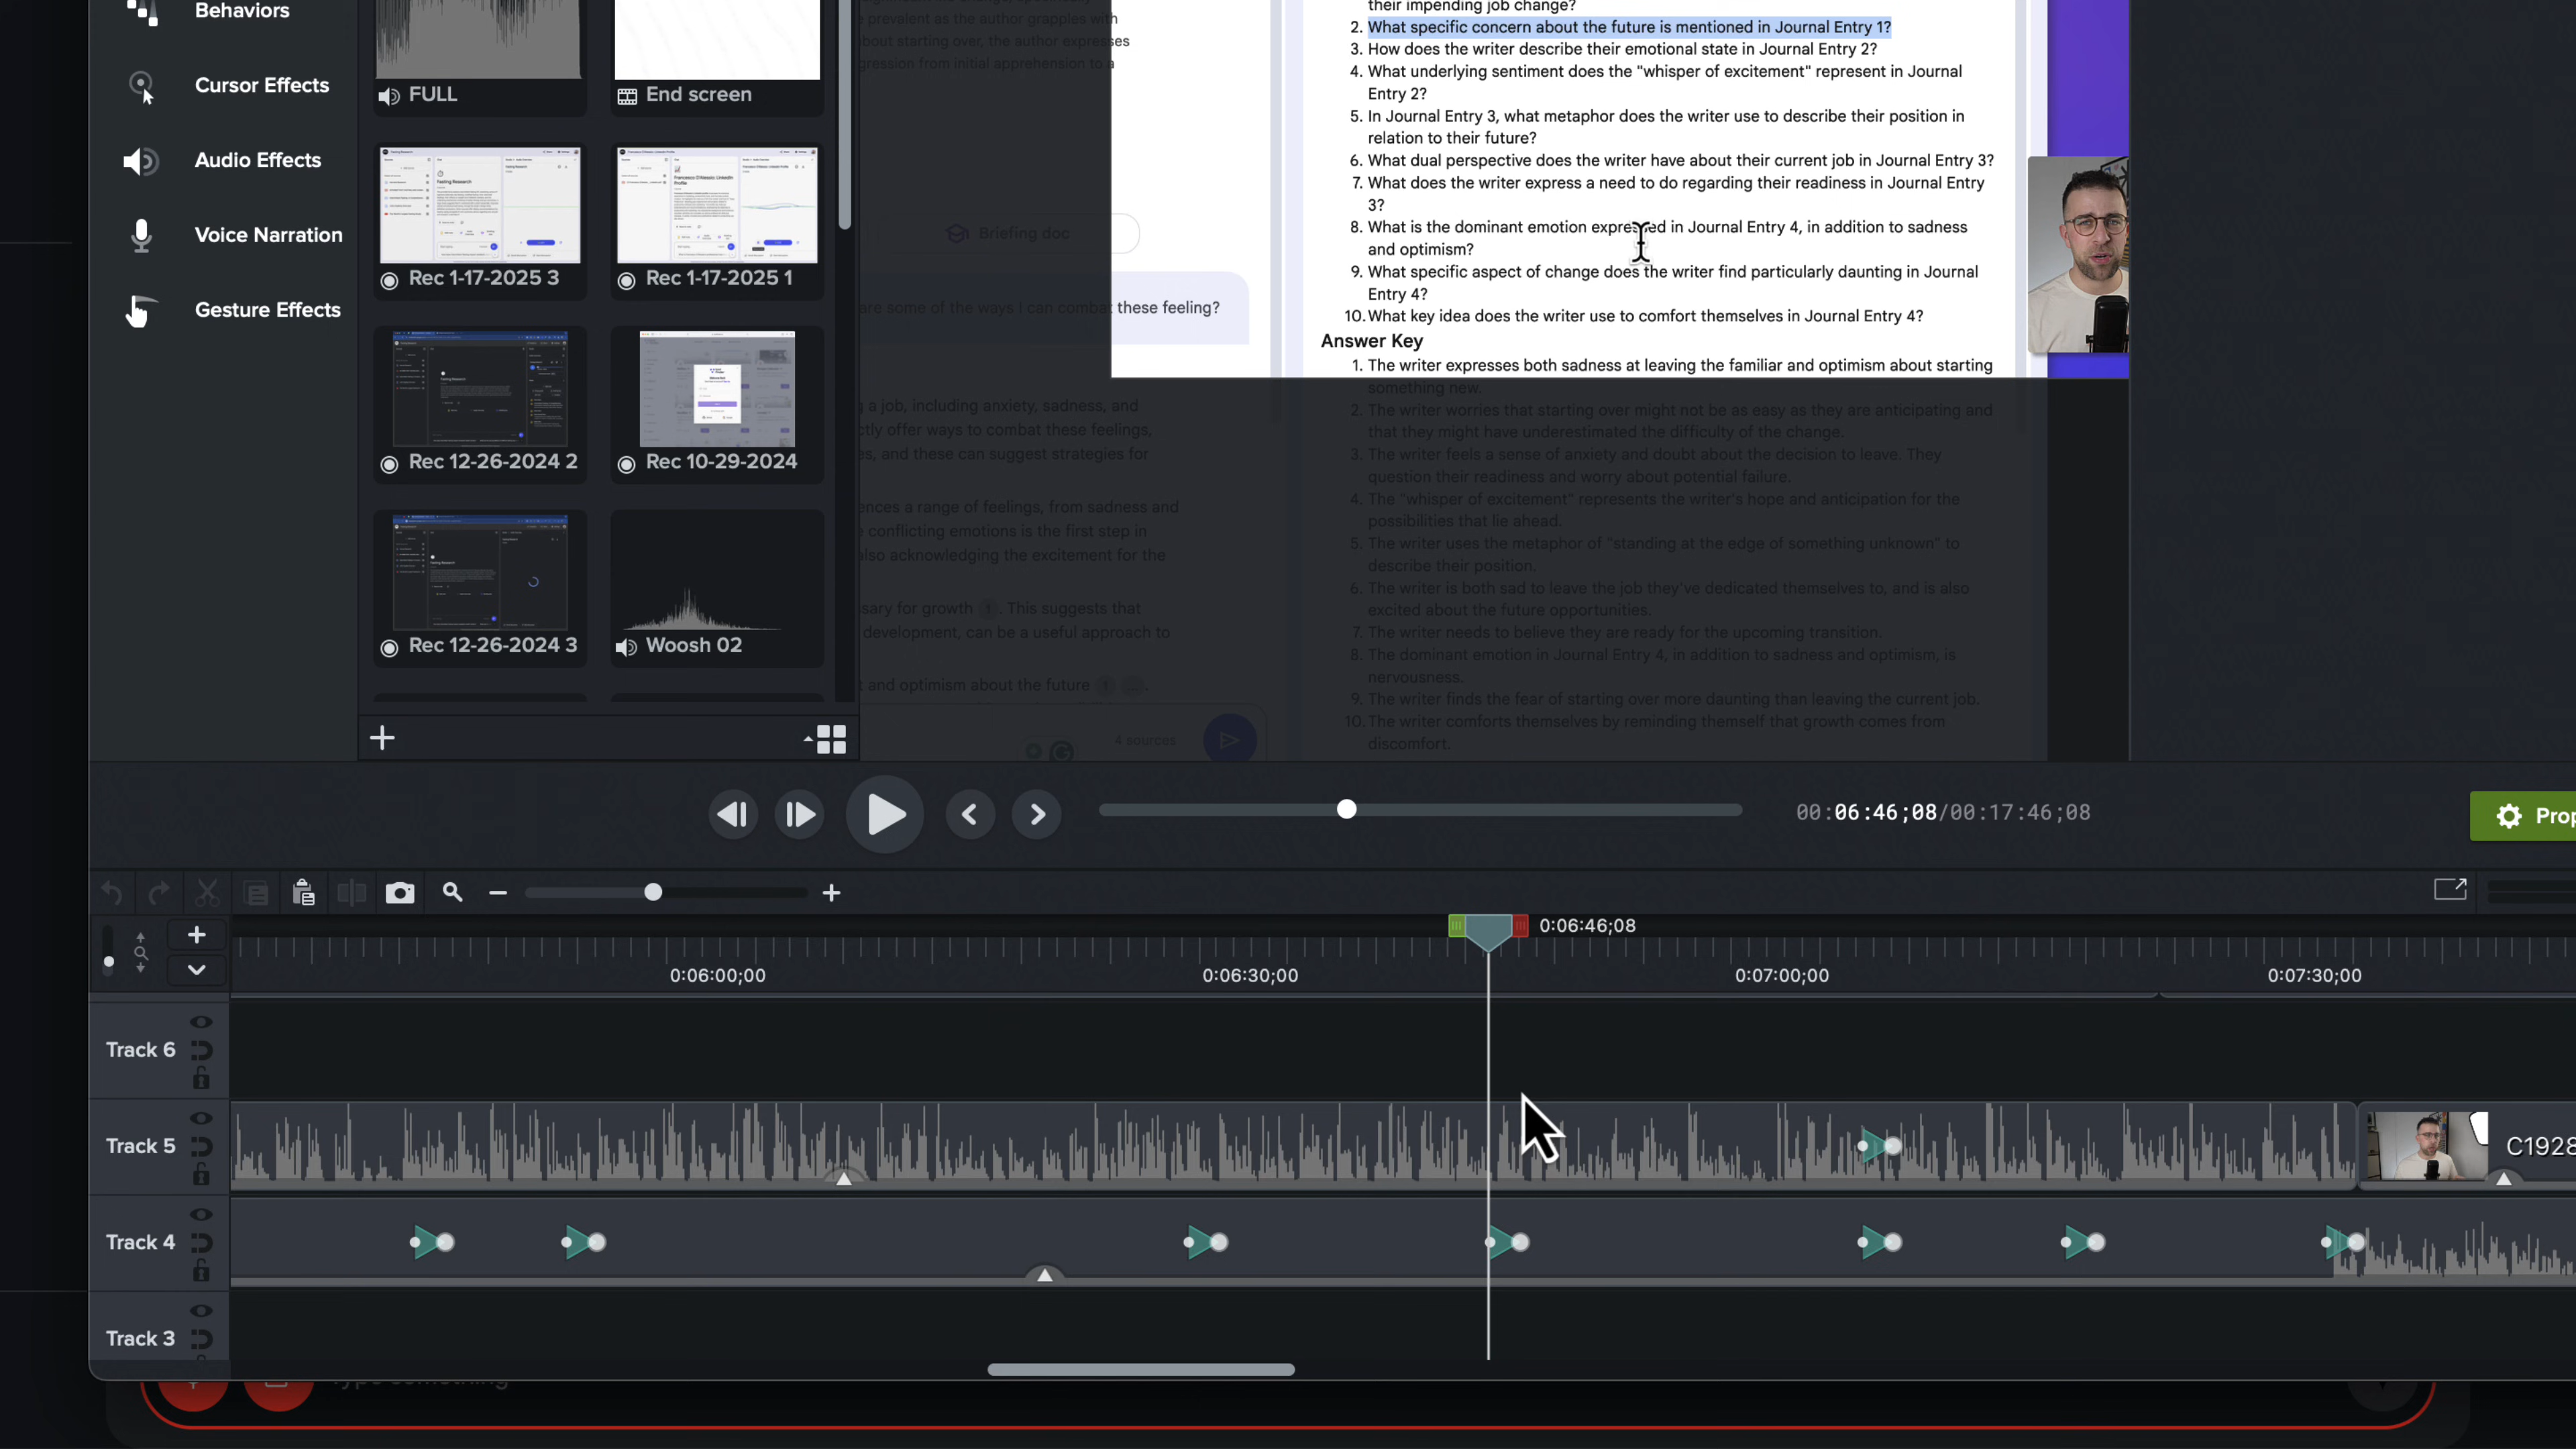 Behaviors
Cursor Effects
Audio Effects
Voice Narration
Gesture Effects
FULL
End screen
Rec 1-17-2025 3
Rec 1-17-2025 1
Rec 12-26-2024 2
Rec 10-29-2024
Rec 12-26-2024 3
Woosh 02
prevalent as the author grapples with
about starting over, the author expresses
gression from initial apprehension to a
Briefing doc
are some of the ways I can combat these feeling?
a job, including anxiety, sadness, and
ctly offer ways to combat these feelings,
es, and these can suggest strategies for
ences a range of feelings, from sadness and
e conflicting emotions is the first step in
lso acknowledging the excitement for the
sary for growth 1. This suggests that
development, can be a useful approach to
t and optimism about the future 1 ... .
4 sources
their impending job change?
2. What specific concern about the future is mentioned in Journal Entry 1?
3. How does the writer describe their emotional state in Journal Entry 2?
4. What underlying sentiment does the "whisper of excitement" represent in Journal
Entry 2?
5. In Journal Entry 3, what metaphor does the writer use to describe their position in
relation to their future?
6. What dual perspective does the writer have about their current job in Journal Entry 3?
7. What does the writer express a need to do regarding their readiness in Journal Entry
3?
8. What is the dominant emotion expressed in Journal Entry 4, in addition to sadness
and optimism?
9. What specific aspect of change does the writer find particularly daunting in Journal
Entry 4?
10. What key idea does the writer use to comfort themselves in Journal Entry 4?
Answer Key
1. The writer expresses both sadness at leaving the familiar and optimism about starting
something new.
2. The writer worries that starting over might not be as easy as they are anticipating and
that they might have underestimated the difficulty of the change.
3. The writer feels a sense of anxiety and doubt about the decision to leave. They
question their readiness and worry about potential failure.
4. The "whisper of excitement" represents the writer's hope and anticipation for the
possibilities that lie ahead.
5. The writer uses the metaphor of "standing at the edge of something unknown" to
describe their position.
6. The writer is both sad to leave the job they've dedicated themselves to, and is also
excited about the future opportunities.
7. The writer needs to believe they are ready for the upcoming transition.
8. The dominant emotion in Journal Entry 4, in addition to sadness and optimism, is
nervousness.
9. The writer finds the fear of starting over more daunting than leaving the current job.
10. The writer comforts themselves by reminding themself that growth comes from
discomfort.
00:06:46;08/00:17:46;08
Prop
0:06:46;08
0:06:00;00
0:06:30;00
0:07:00;00
0:07:30;00
Track 6
Track 5
C1928
Track 4
Track 3